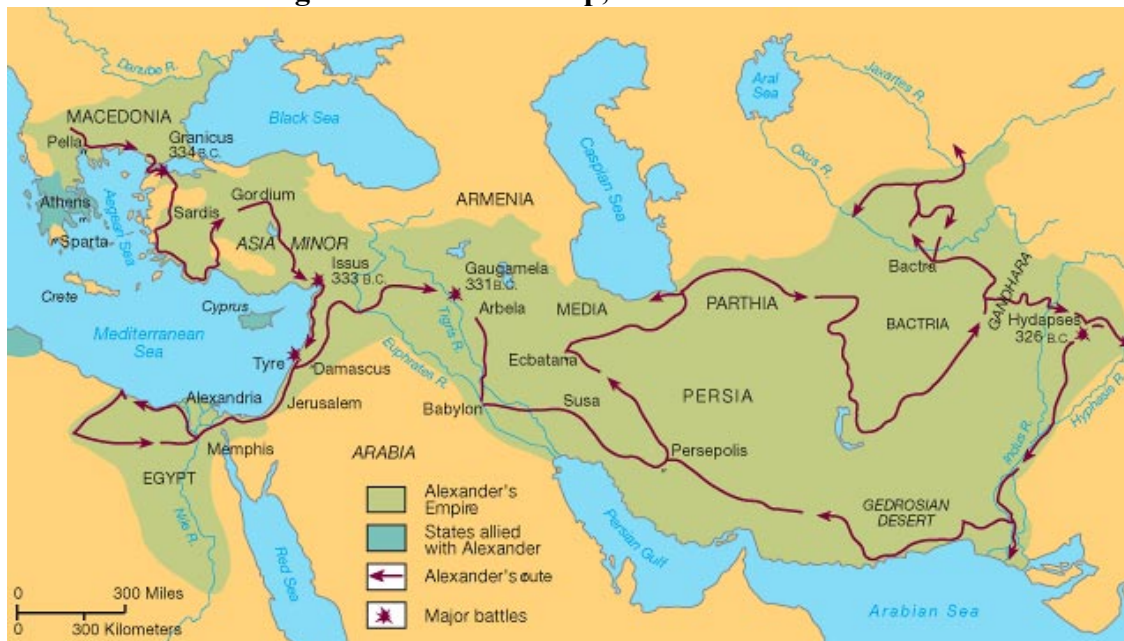 Danube R.
MACEDONIA
Pella
Granicus
334 B.C.
Black Sea
Aral
Sea
Jaxartes R.
Oxus R.
Caspian Sea
Athens
Aegean Sea
Sparta
Sardis
Gordium
ASIA MINOR
ARMENIA
Issus
333 B.C.
Gaugamela
331 B.C.
Arbela
Crete
Cyprus
Mediterranean
Sea
Tyre
Damascus
Tigris R.
Euphrates R.
MEDIA
PARTHIA
Bactra
BACTRIA
GANDHARA
Hydapses
326 B.C.
Ecbatana
Alexandria
Jerusalem
Babylon
Susa
PERSIA
Persepolis
Indus R.
Hyphasis R.
Memphis
EGYPT
Nile R.
Red Sea
ARABIA
Persian Gulf
GEDROSIAN
DESERT
Arabian Sea
Alexander's
Empire
States allied
with Alexander
Alexander's oute
Major battles
0 300 Miles
0 300 Kilometers